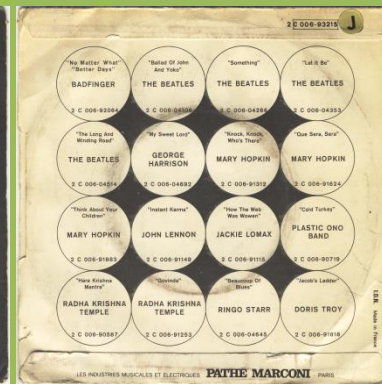 2 C 006-93215 J
"No Matter What"
"Better Days"
BADFINGER
2 C 006-92084
"Ballad Of John
And Yoko"
THE BEATLES
2 C 006-04108
"Something"
THE BEATLES
2 C 006-04266
"Let it Be"
THE BEATLES
2 C 006-04353
"The Long And
Winding Road"
THE BEATLES
2 C 006-04514
"My Sweet Lord"
GEORGE
HARRISON
2 C 006-04692
"Knock, Knock,
Who's There"
MARY HOPKIN
2 C 006-91312
"Que Sera, Sera"
MARY HOPKIN
2 C 006-91624
"Think About Your
Children"
MARY HOPKIN
2 C 006-91883
"Instant Karma"
JOHN LENNON
2 C 006-91149
"How The Web
Was Woven"
JACKIE LOMAX
2 C 006-91115
"Cold Turkey"
PLASTIC ONO
BAND
2 C 006-90719
"Hare Krishna
Mantra"
RADHA KRISHNA
TEMPLE
2 C 006-90567
"Govinda"
RADHA KRISHNA
TEMPLE
2 C 006-91253
"Beaucoup Of
Blues"
RINGO STARR
2 C 006-04645
"Jacob's Ladder"
DORIS TROY
2 C 006-91818
I.D.N. Made in France
LES INDUSTRIES MUSICALES ET ELECTRIQUES PATHE MARCONI - PARIS